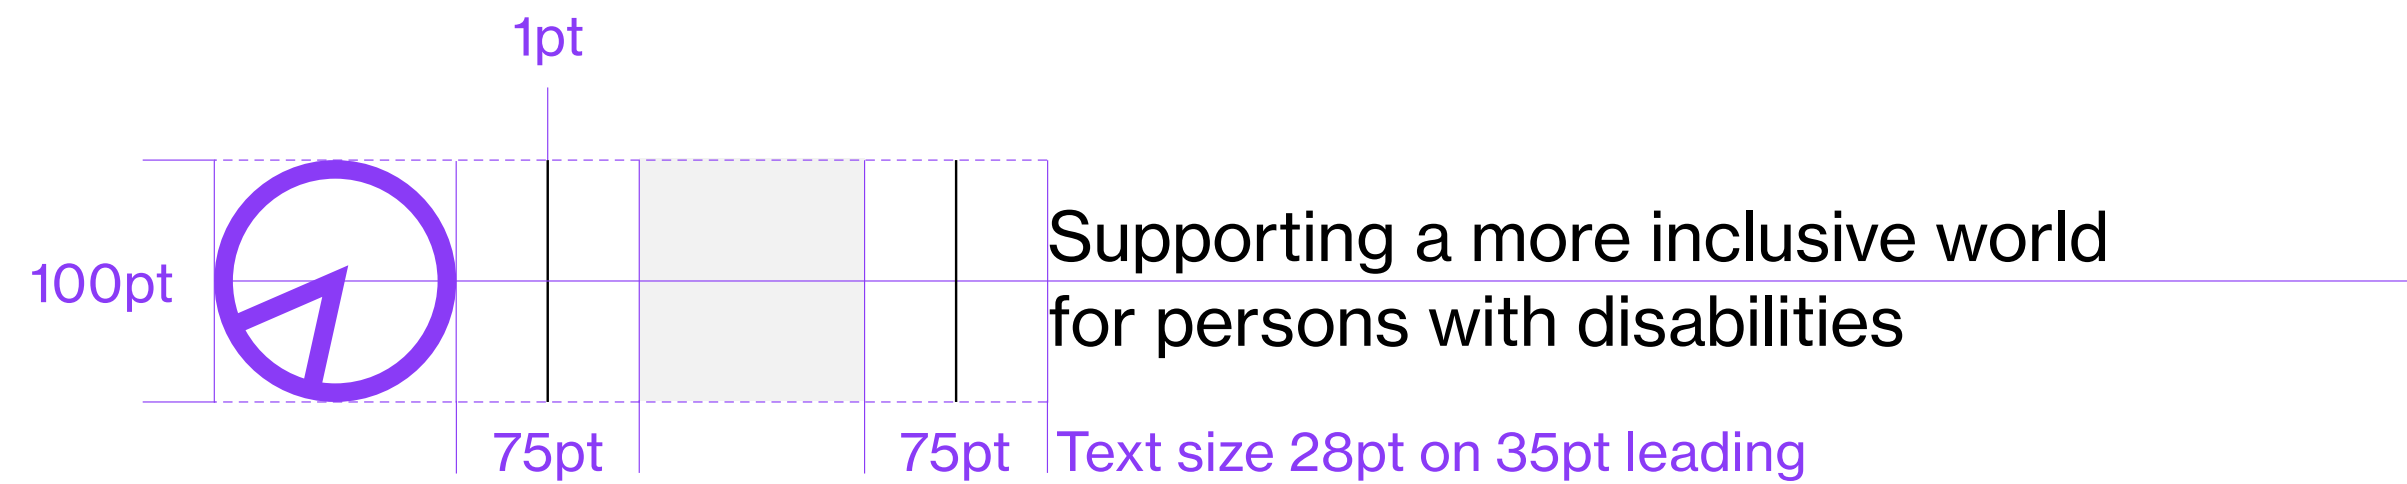 1pt
100pt
Supporting a more inclusive world
for persons with disabilities
75pt
75pt
Text size 28pt on 35pt leading